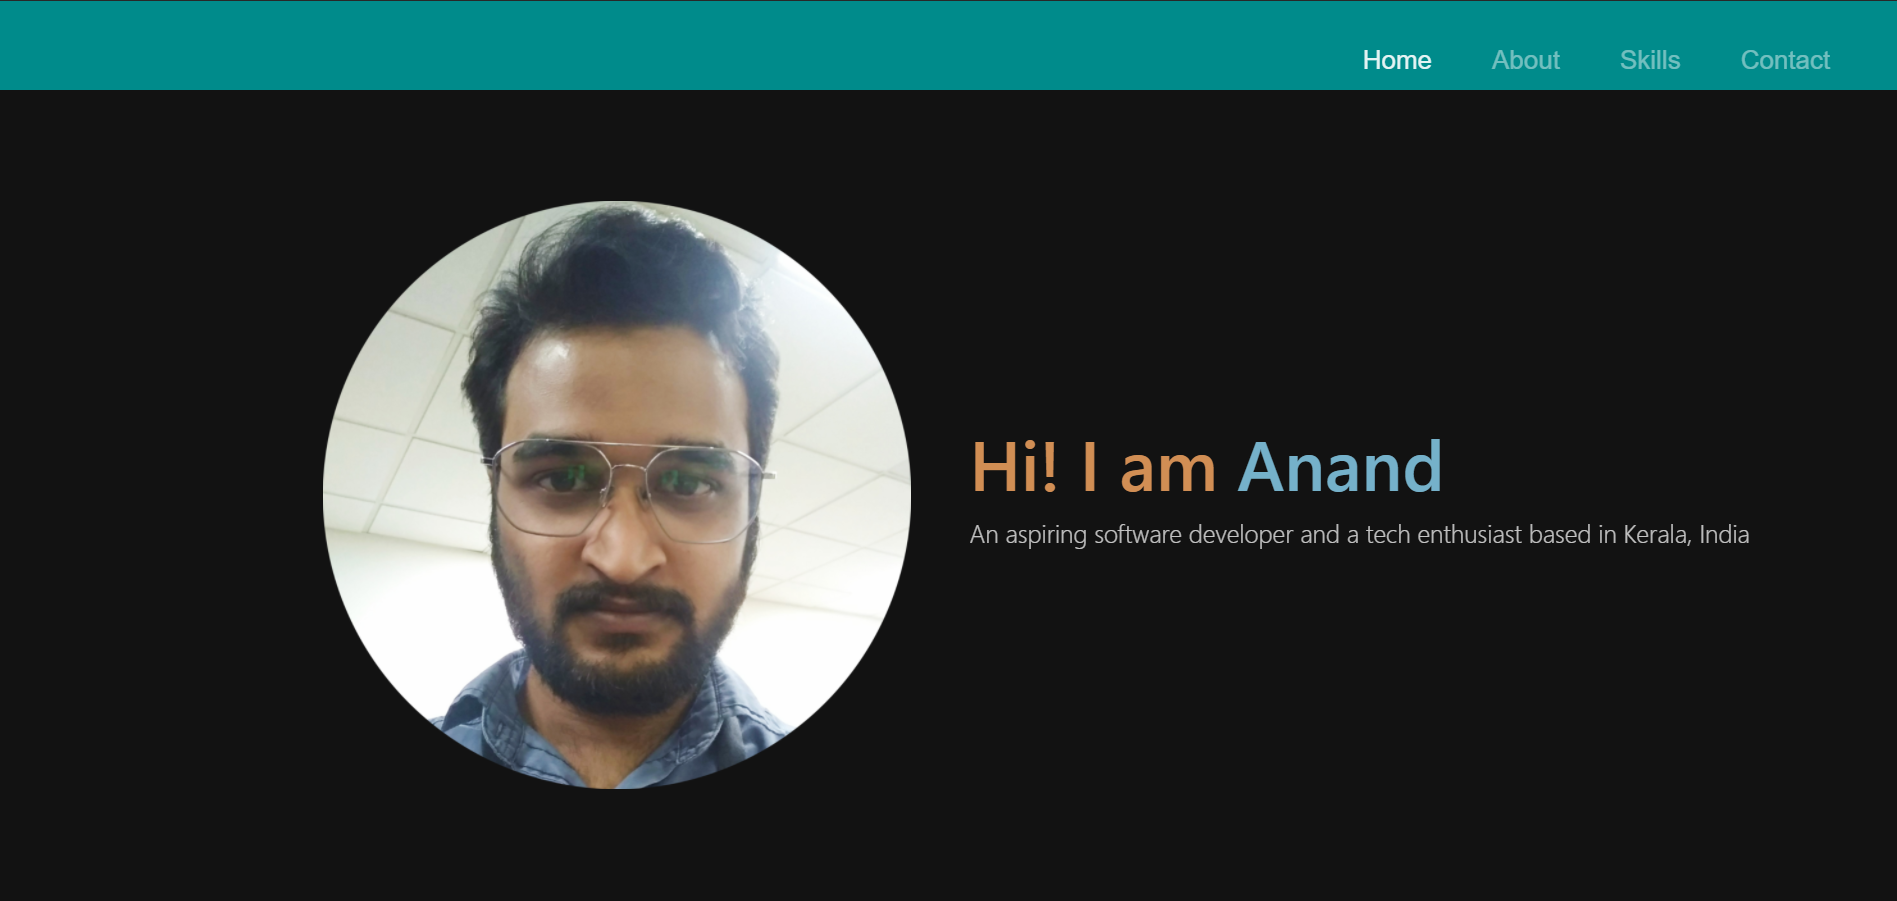 Home About Skills Contact
Hi! I am Anand
An aspiring software developer and a tech enthusiast based in Kerala, India